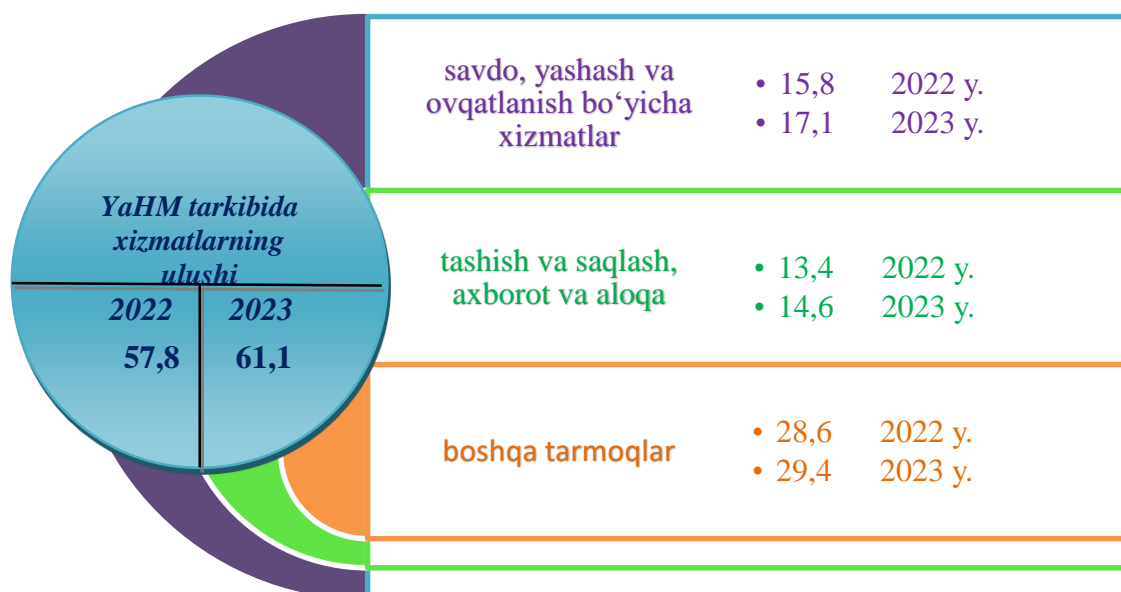 YaHM tarkibida
xizmatlarning
ulushi
2022 2023
57,8 61,1
savdo, yashash va
ovqatlanish bo‘yicha
xizmatlar
• 15,8 2022 y.
• 17,1 2023 y.
tashish va saqlash,
axborot va aloqa
• 13,4 2022 y.
• 14,6 2023 y.
boshqa tarmoqlar
• 28,6 2022 y.
• 29,4 2023 y.